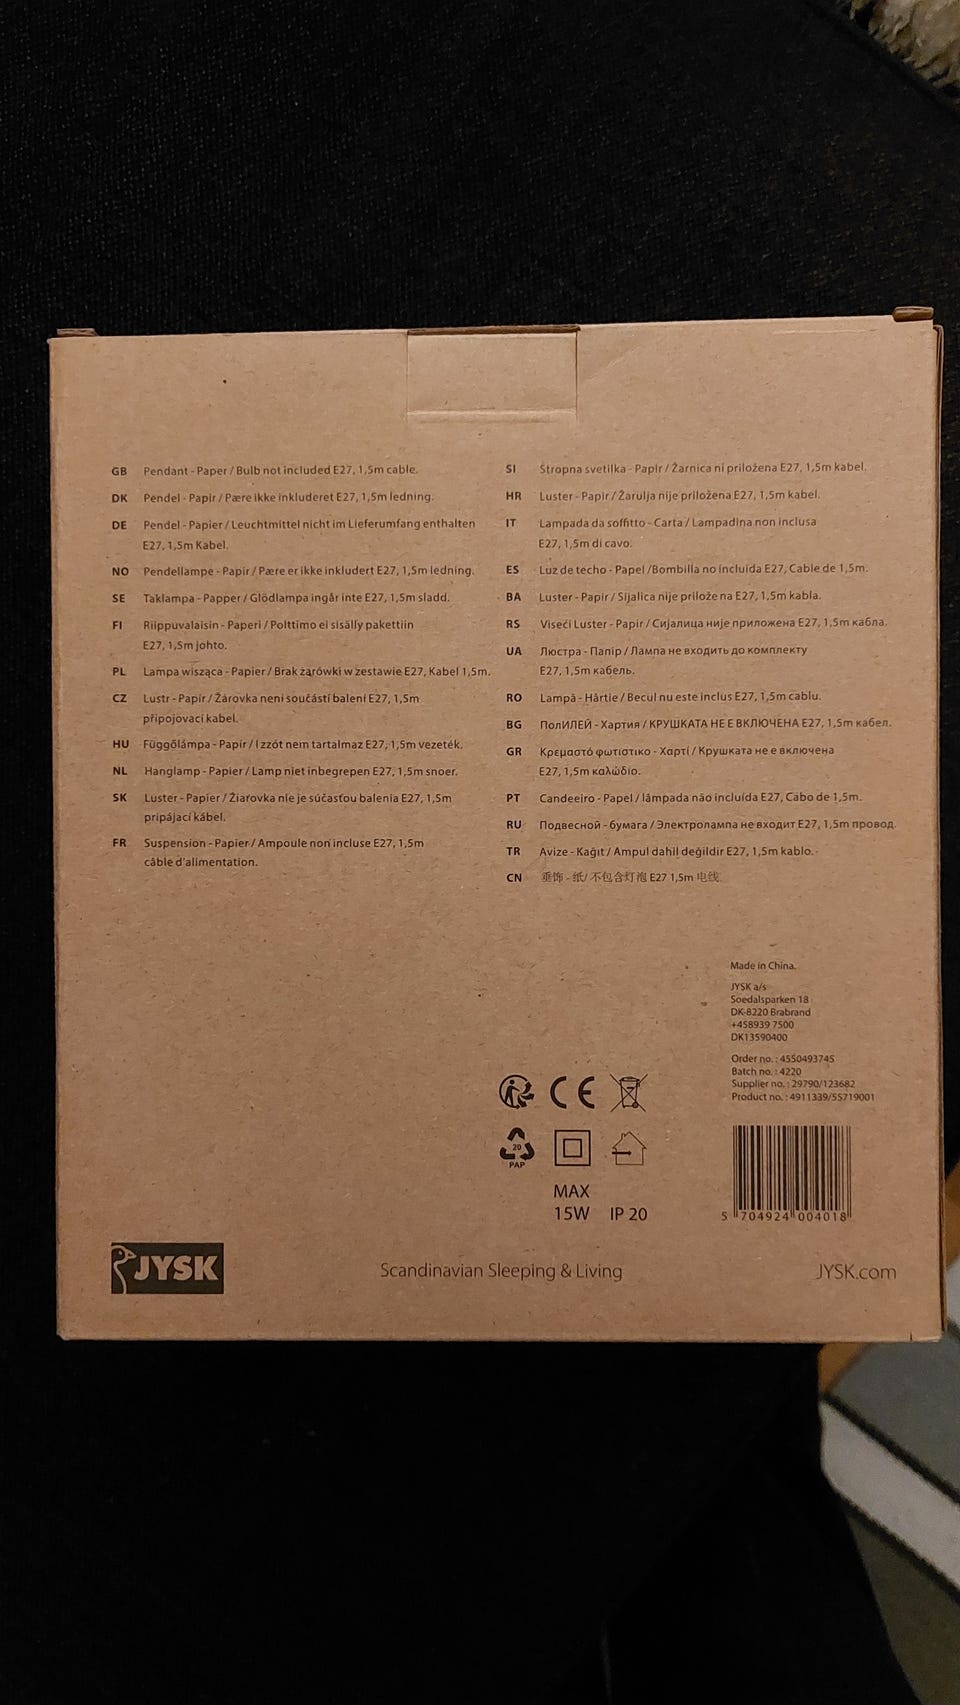 GB Pendant - Paper / Bulb not included E27, 1,5m cable.
DK Pendel - Papir / Pære ikke inkluderet E27, 1,5m ledning.
DE Pendel - Papier / Leuchtmittel nicht im Lieferumfang enthalten
E27, 1,5m Kabel.
NO Pendellampe - Papir / Pære er ikke inkludert E27, 1,5m ledning.
SE Taklampa - Papper / Glödlampa ingår inte E27, 1,5m sladd.
FI Riippuvalaisin - Paperi / Polttimo ei sisälly pakettiin
E27, 1,5m johto.
PL Lampa wisząca - Papier / Brak żarówki w zestawie E27, Kabel 1,5m.
CZ Lustr - Papír / Žárovka není součástí balení E27, 1,5m
připojovací kabel.
HU Függőlámpa - Papír / Izzót nem tartalmaz E27, 1,5m vezeték.
NL Hanglamp - Papier / Lamp niet inbegrepen E27, 1,5m snoer.
SK Luster - Papier / Žiarovka nie je súčasťou balenia E27, 1,5m
pripájací kábel.
FR Suspension - Papier / Ampoule non incluse E27, 1,5m
câble d'alimentation.
SI Stropna svetilka - Papir / Žarnica ni priložena E27, 1,5m kabel.
HR Luster - Papir / Žarulja nije priložena E27, 1,5m kabel.
IT Lampada da soffitto - Carta / Lampadina non inclusa
E27, 1,5m di cavo.
ES Luz de techo - Papel /Bombilla no incluida E27, Cable de 1,5m.
BA Luster - Papir / Sijalica nije prilože na E27, 1,5m kabla.
RS Viseći Luster - Papir / Сијалица није приложена E27, 1,5m кабла.
UA Люстра - Папір / Лампа не входить до комплекту
E27, 1,5m кабель.
RO Lampă - Hârtie / Becul nu este inclus E27, 1,5m cablu.
BG ПолИЛЕЙ - Хартия / КРУШКАТА НЕ Е ВКЛЮЧЕНА E27, 1,5m кабел.
GR Κρεμαστό φωτιστικο - Χαρτί / Крушката не е включена
E27, 1,5m καλώδιο.
PT Candeeiro - Papel / lâmpada não incluída E27, Cabo de 1,5m.
RU Подвесной - бумага / Электролампа не входит E27, 1,5m провод.
TR Avize - Kağıt / Ampul dahil değildir E27, 1,5m kablo.
CN 垂饰 - 纸/ 不包含灯泡 E27 1,5m 电线
Made in China.
JYSK a/s
Soedalsparken 18
DK-8220 Brabrand
+458939 7500
DK13590400
Order no. : 4550493745
Batch no. : 4220
Supplier no. : 29790/123682
Product no. : 4911339/55719001
CE
20
PAP
MAX
15W IP 20
5 704924 004018
JYSK Scandinavian Sleeping & Living JYSK.com